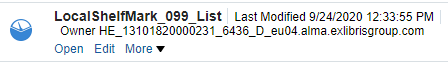 LocalShelfMark_099_List Last Modified 9/24/2020 12:33:55 PM
Owner HE_13101820000231_6436_D_eu04.alma.exlibrisgroup.com
Open Edit More